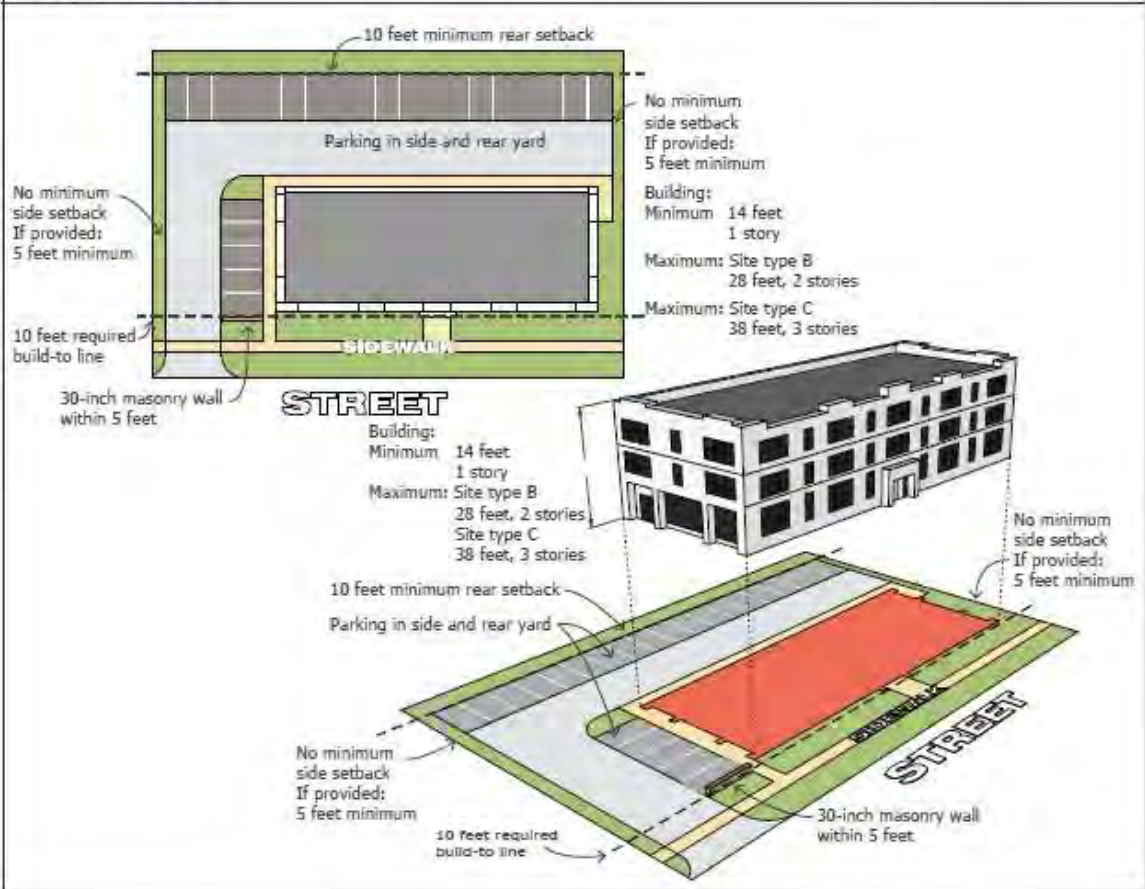 10 feet minimum rear setback
No minimum
side setback
If provided:
5 feet minimum
Parking in side and rear yard
No minimum
side setback
If provided:
5 feet minimum
Building:
Minimum 14 feet
1 story
Maximum: Site type B
28 feet, 2 stories
Maximum: Site type C
38 feet, 3 stories
10 feet required
build-to line
SIDEWALK
30-inch masonry wall
within 5 feet
STREET
Building:
Minimum 14 feet
1 story
Maximum: Site type B
28 feet, 2 stories
Site type C
38 feet, 3 stories
No minimum
side setback
If provided:
5 feet minimum
10 feet minimum rear setback
Parking in side and rear yard
SIDEWALK
STREET
No minimum
side setback
If provided:
5 feet minimum
30-inch masonry wall
within 5 feet
10 feet required
build-to line